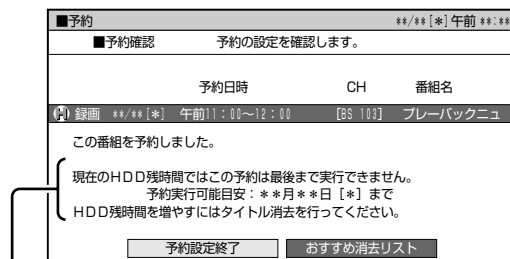 ■予約 **/**[*]午前 **:**
■予約確認 予約の設定を確認します。
予約日時 CH 番組名
(H) 録画 **/**[*] 午前11：00～12：00 [BS 103] プレーバックニュ
この番組を予約しました。
現在のHDD残時間ではこの予約は最後まで実行できません。
予約実行可能目安：＊＊月＊＊日［＊］まで
HDD残時間を増やすにはタイトル消去を行ってください。
予約設定終了 おすすめ消去リスト